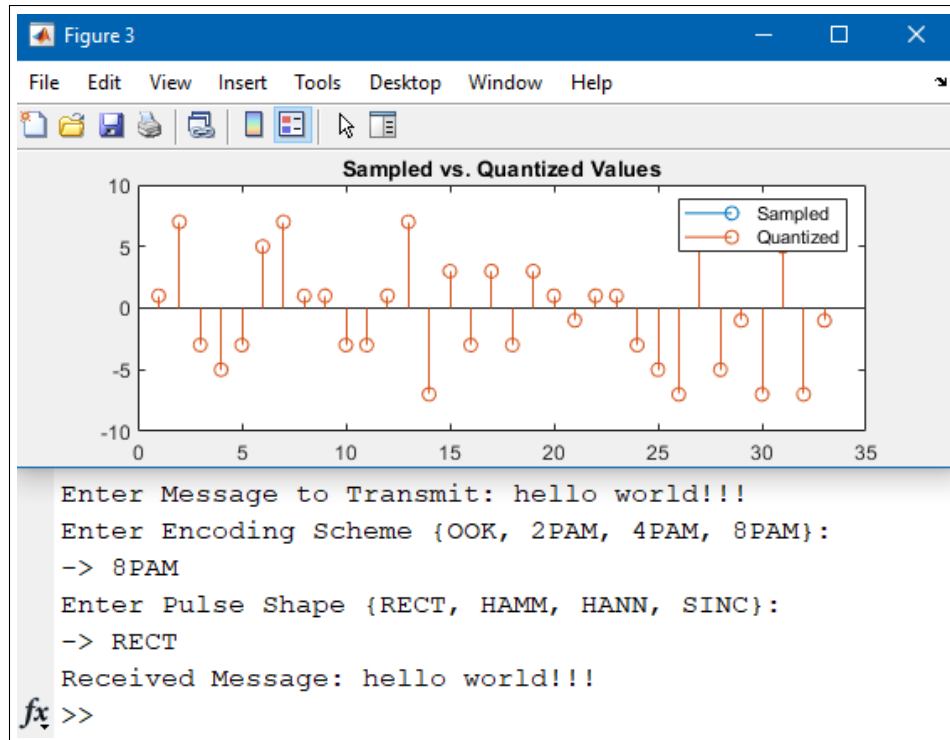 Figure 3
File Edit View Insert Tools Desktop Window Help
Sampled vs. Quantized Values
10
5
0
-5
-10
Sampled
Quantized
0 5 10 15 20 25 30 35
Enter Message to Transmit: hello world!!!
Enter Encoding Scheme {OOK, 2PAM, 4PAM, 8PAM}:
-> 8PAM
Enter Pulse Shape {RECT, HAMM, HANN, SINC}:
-> RECT
Received Message: hello world!!!
fx >>